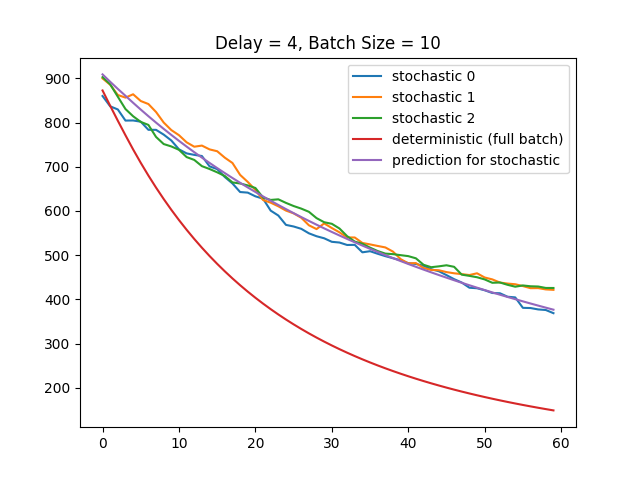 Delay = 4, Batch Size = 10
stochastic 0
stochastic 1
stochastic 2
deterministic (full batch)
prediction for stochastic
900
800
700
600
500
400
300
200
0 10 20 30 40 50 60